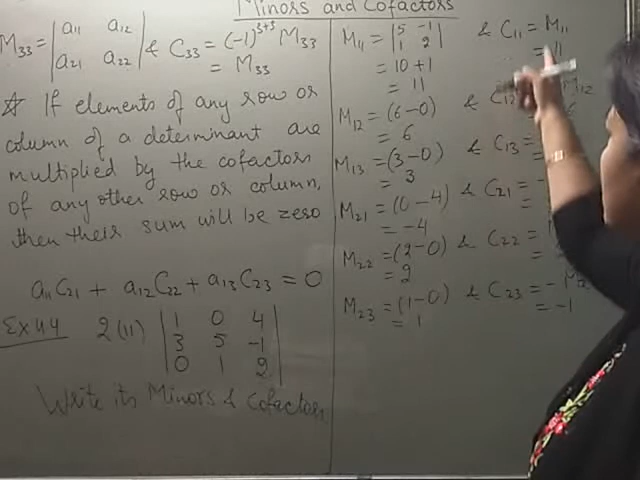 Minors and Cofactors
M33 = | a11 a12 | & C33 = (-1)^3+3 M33
| a21 a22 | = M33
☆ If elements of any row or
column of a determinant are
multiplied by the cofactors
of any other row or column,
then their sum will be zero
a11C21 + a12C22 + a13C23 = 0
Ex 4.4 2(ii) | 1 0 4 |
| 3 5 -1 |
| 0 1 2 |
Write its Minors & Cofactors
M11 = | 5 -1 | & C11 = M11
| 1 2 | = 11
= 10 + 1
= 11
M12 = (6-0) & C12 M12
= 6
M13 = (3-0) & C13 =
= 3
M21 = (0-4) & C21 = -
= -4 =
M22 = (2-0) & C22 =
= 2
M23 = (1-0) & C23 = - M23
= 1 = -1